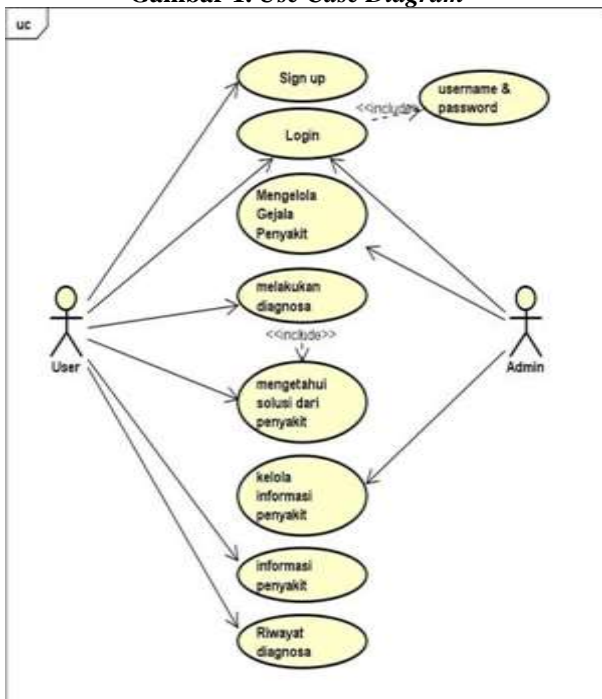 Gambar 1. Use Case Diagram
uc
Sign up
username &
password
<<include>>
Login
Mengelola
Gejala
Penyakit
melakukan
diagnosa
<<include>>
User
Admin
mengetahui
solusi dari
penyakit
kelola
informasi
penyakit
informasi
penyakit
Riwayat
diagnosa